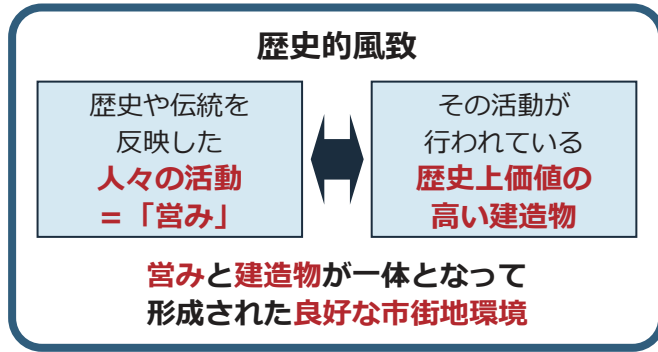 歴史的風致
歴史や伝統を
反映した
人々の活動
=「営み」
その活動が
行われている
歴史上価値の
高い建造物
営みと建造物が一体となって
形成された良好な市街地環境